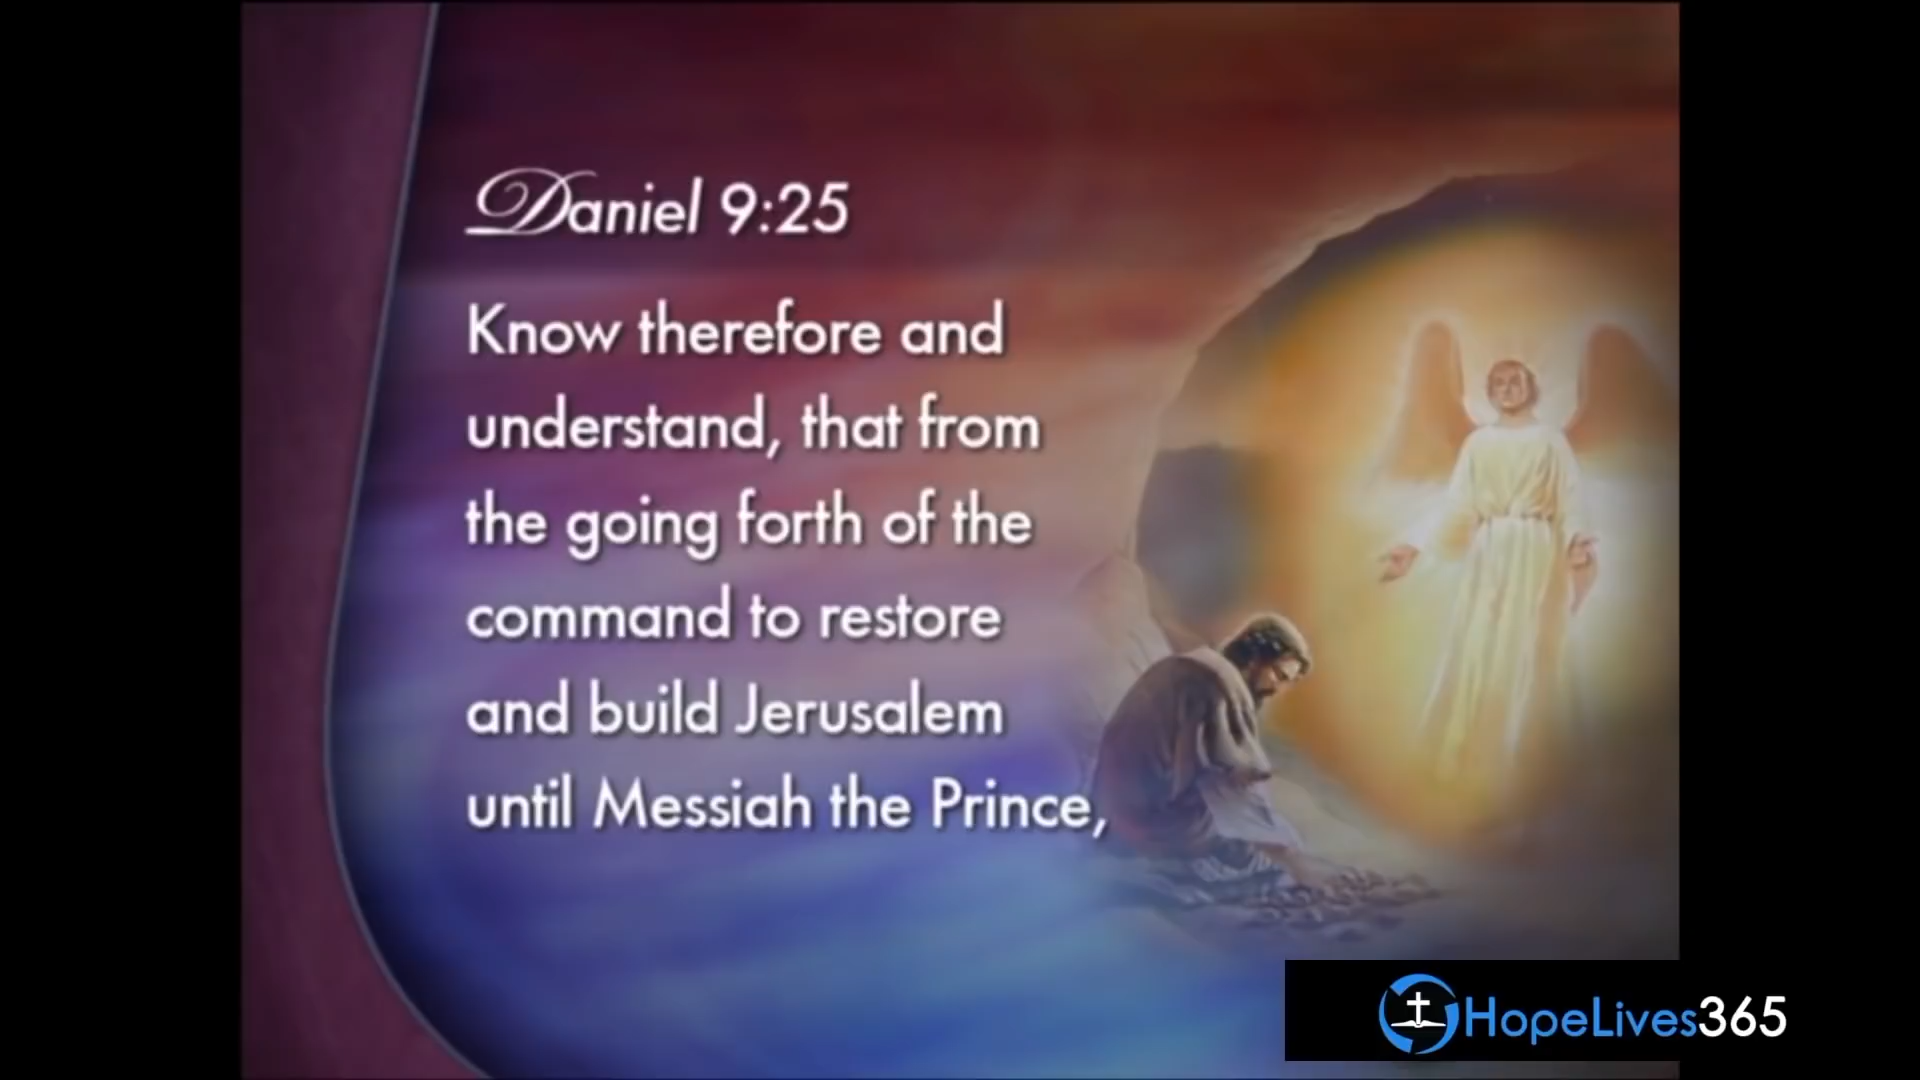 Daniel 9:25
Know therefore and
understand, that from
the going forth of the
command to restore
and build Jerusalem
until Messiah the Prince,
HopeLives365